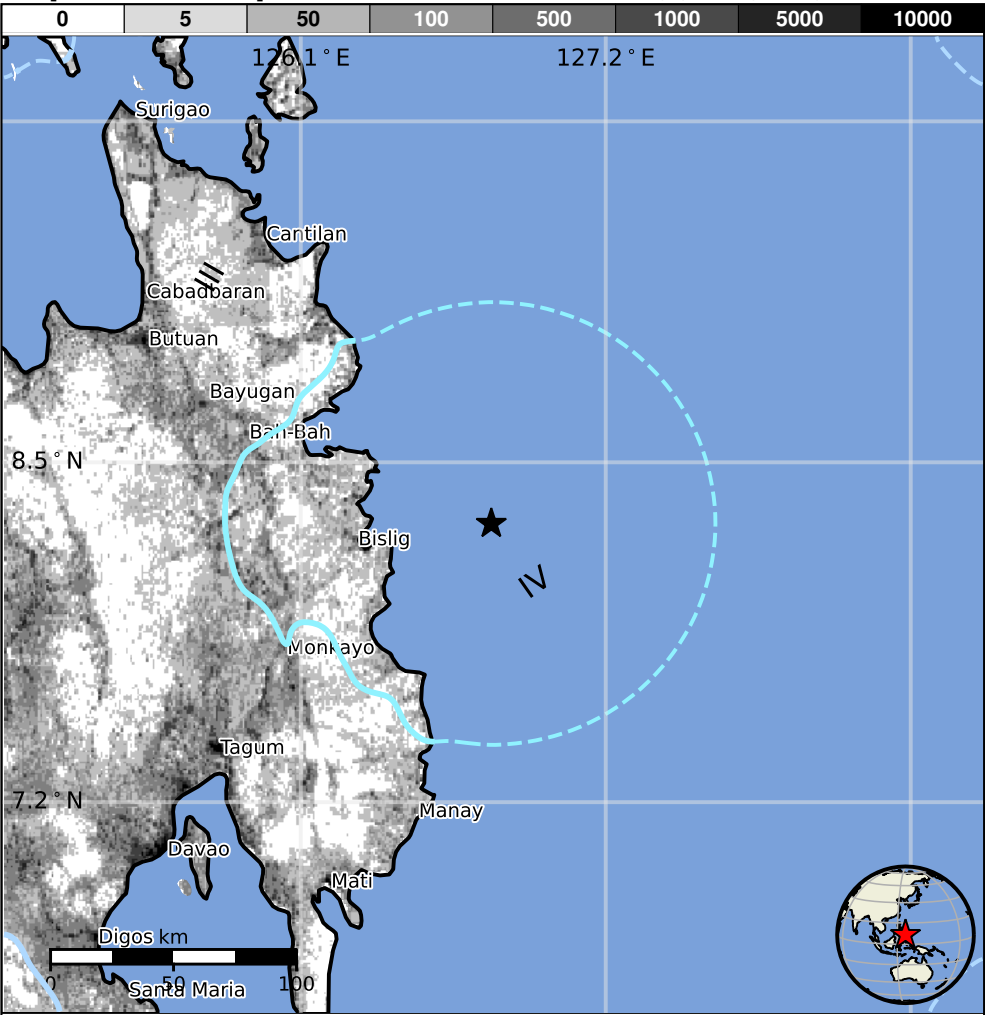 0 5 50 100 500 1000 5000 10000
126.1°E 127.2°E
Surigao
Cantilan
III
Cabadbaran
Butuan
Bayugan
Bah-Bah
8.5°N
Bislig
IV
Monkayo
Tagum
7.2°N
Manay
Davao
Mati
Digos km
0 50 100
Santa Maria